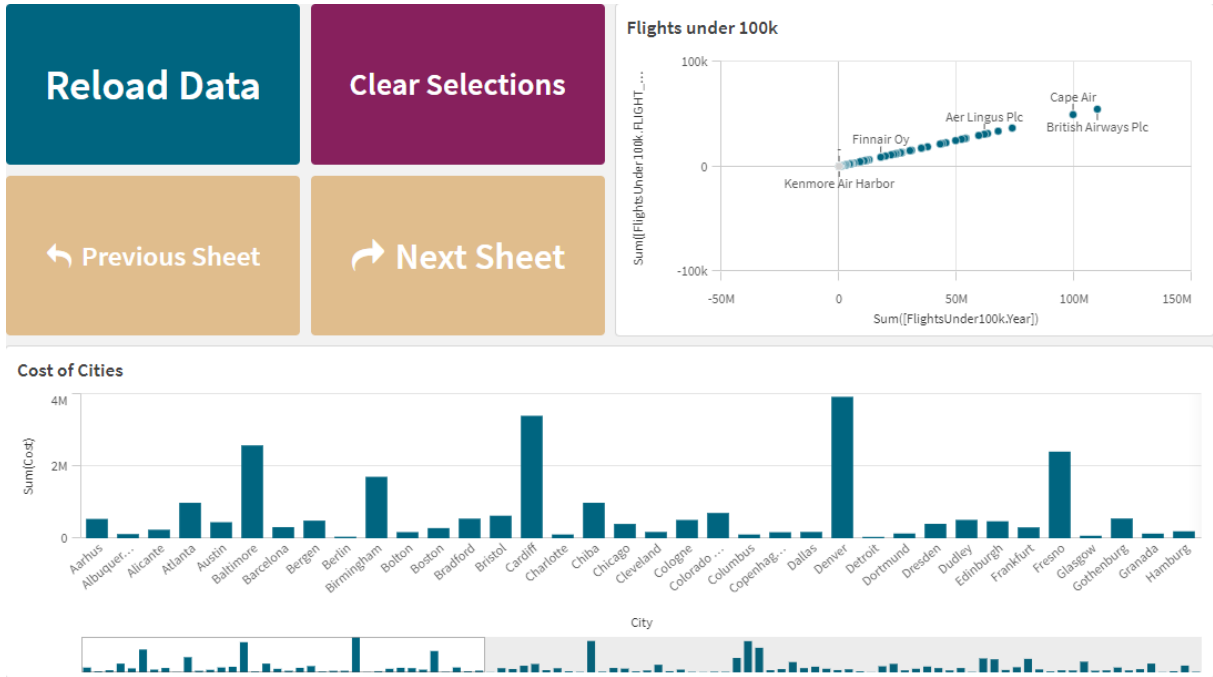 Reload Data
Clear Selections
Previous Sheet
Next Sheet
Flights under 100k
Sum([FlightsUnder100k.FLIGHT_...
100k
0
-100k
Cape Air
British Airways Plc
Aer Lingus Plc
Finnair Oy
Kenmore Air Harbor
-50M
0
50M
100M
150M
Sum([FlightsUnder100k.Year])
Cost of Cities
Sum(Cost)
4M
2M
0
Aarhus
Albuquer...
Alicante
Atlanta
Austin
Baltimore
Barcelona
Bergen
Berlin
Birmingham
Bolton
Boston
Bradford
Bristol
Cardiff
Charlotte
Chiba
Chicago
Cleveland
Cologne
Colorado ...
Columbus
Copenhag...
Dallas
Denver
Detroit
Dortmund
Dresden
Dudley
Edinburgh
Frankfurt
Fresno
Glasgow
Gothenburg
Granada
Hamburg
City